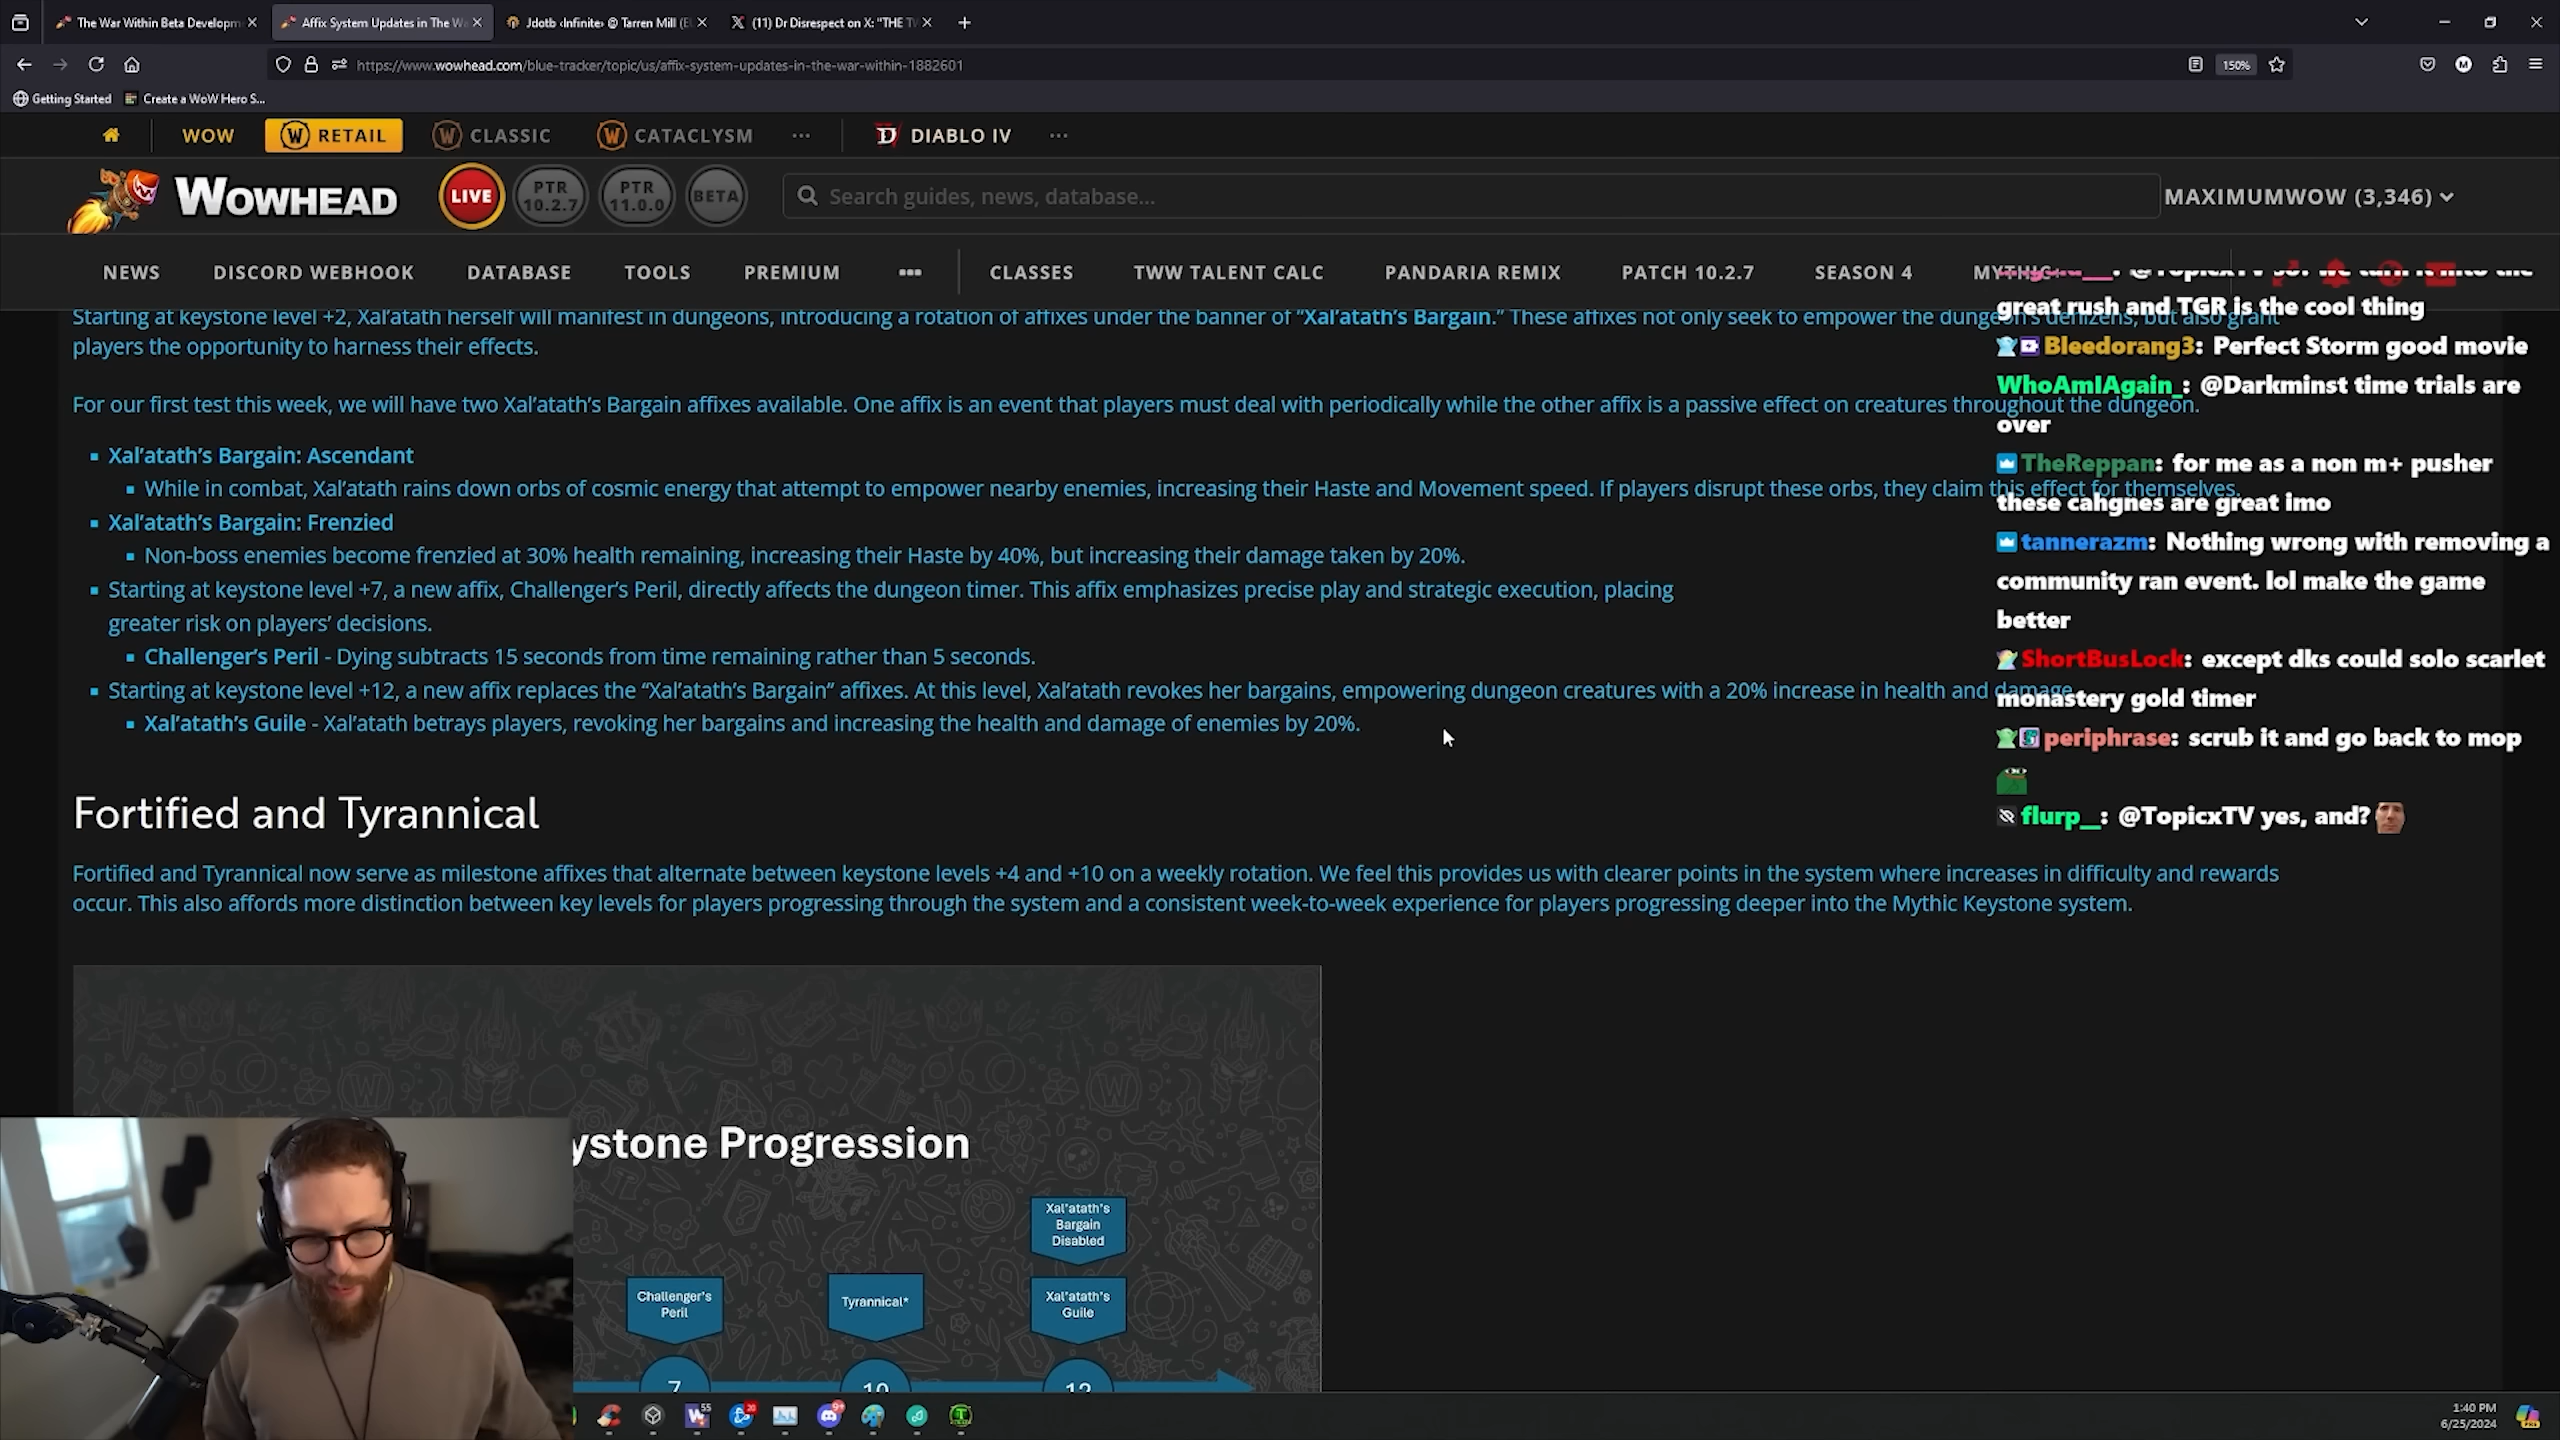 The War Within Beta Developm
Affix System Updates in The Wa
Jdotb ‹Infinite› @ Tarren Mill (E
(11) Dr Disrespect on X: "THE TW
https://www.wowhead.com/blue-tracker/topic/us/affix-system-updates-in-the-war-within-1882601
150%
M
Getting Started
Create a WoW Hero S...
WOW
RETAIL
CLASSIC
CATACLYSM
...
DIABLO IV
...
WOWHEAD
LIVE
PTR 10.2.7
PTR 11.0.0
BETA
Search guides, news, database...
MAXIMUMWOW (3,346)
NEWS
DISCORD WEBHOOK
DATABASE
TOOLS
PREMIUM
CLASSES
TWW TALENT CALC
PANDARIA REMIX
PATCH 10.2.7
SEASON 4
MYTHIC+
Starting at keystone level +2, Xal’atath herself will manifest in dungeons, introducing a rotation of affixes under the banner of “Xal’atath’s Bargain.” These affixes not only seek to empower the dungeon’s denizens, but also grant
players the opportunity to harness their effects.
For our first test this week, we will have two Xal’atath’s Bargain affixes available. One affix is an event that players must deal with periodically while the other affix is a passive effect on creatures throughout the dungeon.
Xal’atath’s Bargain: Ascendant
While in combat, Xal’atath rains down orbs of cosmic energy that attempt to empower nearby enemies, increasing their Haste and Movement speed. If players disrupt these orbs, they claim this effect for themselves.
Xal’atath’s Bargain: Frenzied
Non-boss enemies become frenzied at 30% health remaining, increasing their Haste by 40%, but increasing their damage taken by 20%.
Starting at keystone level +7, a new affix, Challenger’s Peril, directly affects the dungeon timer. This affix emphasizes precise play and strategic execution, placing
greater risk on players’ decisions.
Challenger’s Peril - Dying subtracts 15 seconds from time remaining rather than 5 seconds.
Starting at keystone level +12, a new affix replaces the “Xal’atath’s Bargain” affixes. At this level, Xal’atath revokes her bargains, empowering dungeon creatures with a 20% increase in health and damage.
Xal’atath’s Guile - Xal’atath betrays players, revoking her bargains and increasing the health and damage of enemies by 20%.
Fortified and Tyrannical
Fortified and Tyrannical now serve as milestone affixes that alternate between keystone levels +4 and +10 on a weekly rotation. We feel this provides us with clearer points in the system where increases in difficulty and rewards
occur. This also affords more distinction between key levels for players progressing through the system and a consistent week-to-week experience for players progressing deeper into the Mythic Keystone system.
ystone Progression
Xal’atath’s
Bargain
Disabled
Challenger’s
Peril
Tyrannical*
Xal’atath’s
Guile
7
10
12
@TopicxTV so? we turn it into the
great rush and TGR is the cool thing
Bleedorang3: Perfect Storm good movie
WhoAmIAgain_: @Darkminst time trials are
over
TheReppan: for me as a non m+ pusher
these cahgnes are great imo
tannerazm: Nothing wrong with removing a
community ran event. lol make the game
better
ShortBusLock: except dks could solo scarlet
monastery gold timer
periphrase: scrub it and go back to mop
flurp__: @TopicxTV yes, and?
55
20
9+
1:40 PM
6/25/2024